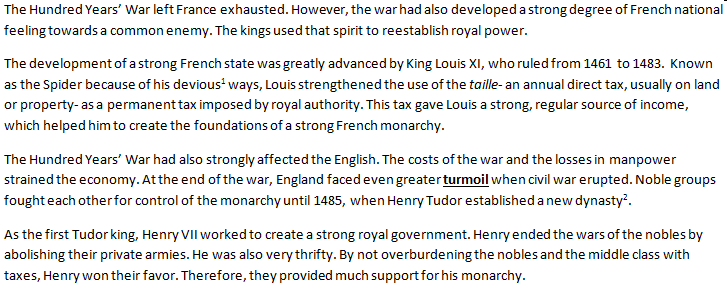 The Hundred Years' War left France exhausted. However, the war had also developed a strong degree of French national
feeling towards a common enemy. The kings used that spirit to reestablish royal power.
The development of a strong French state was greatly advanced by King Louis XI, who ruled from 1461 to 1483. Known
as the Spider because of his devious¹ ways, Louis strengthened the use of the taille- an annual direct tax, usually on land
or property- as a permanent tax imposed by royal authority. This tax gave Louis a strong, regular source of income,
which helped him to create the foundations of a strong French monarchy.
The Hundred Years' War had also strongly affected the English. The costs of the war and the losses in manpower
strained the economy. At the end of the war, England faced even greater turmoil when civil war erupted. Noble groups
fought each other for control of the monarchy until 1485, when Henry Tudor established a new dynasty².
As the first Tudor king, Henry VII worked to create a strong royal government. Henry ended the wars of the nobles by
abolishing their private armies. He was also very thrifty. By not overburdening the nobles and the middle class with
taxes, Henry won their favor. Therefore, they provided much support for his monarchy.